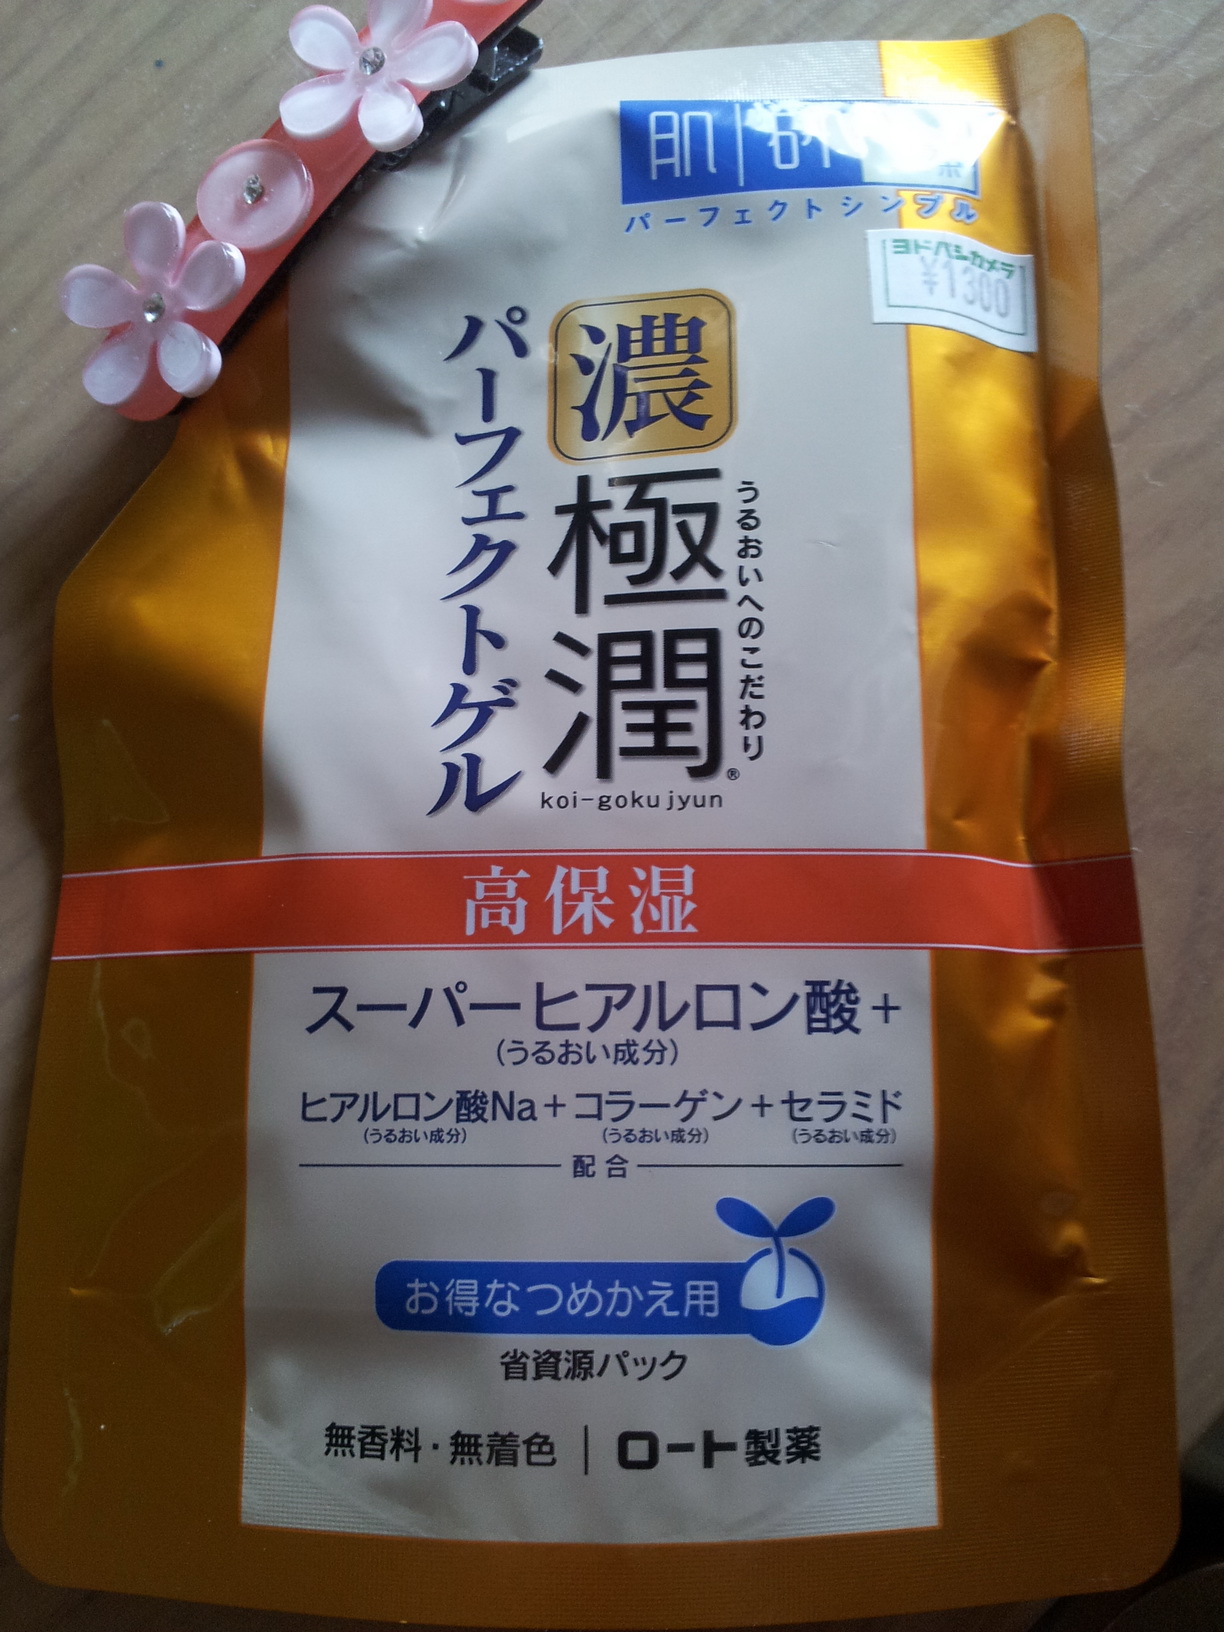 肌研
パーフェクトシンプル
ヨドバシカメラ
¥1300
濃
極潤®
うるおいへのこだわり
パーフェクトゲル
koi-gokujyun
高保湿
スーパーヒアルロン酸+
(うるおい成分)
ヒアルロン酸Na+コラーゲン+セラミド
(うるおい成分) (うるおい成分) (うるおい成分)
配合
お得なつめかえ用
省資源パック
無香料・無着色 | ロート製薬